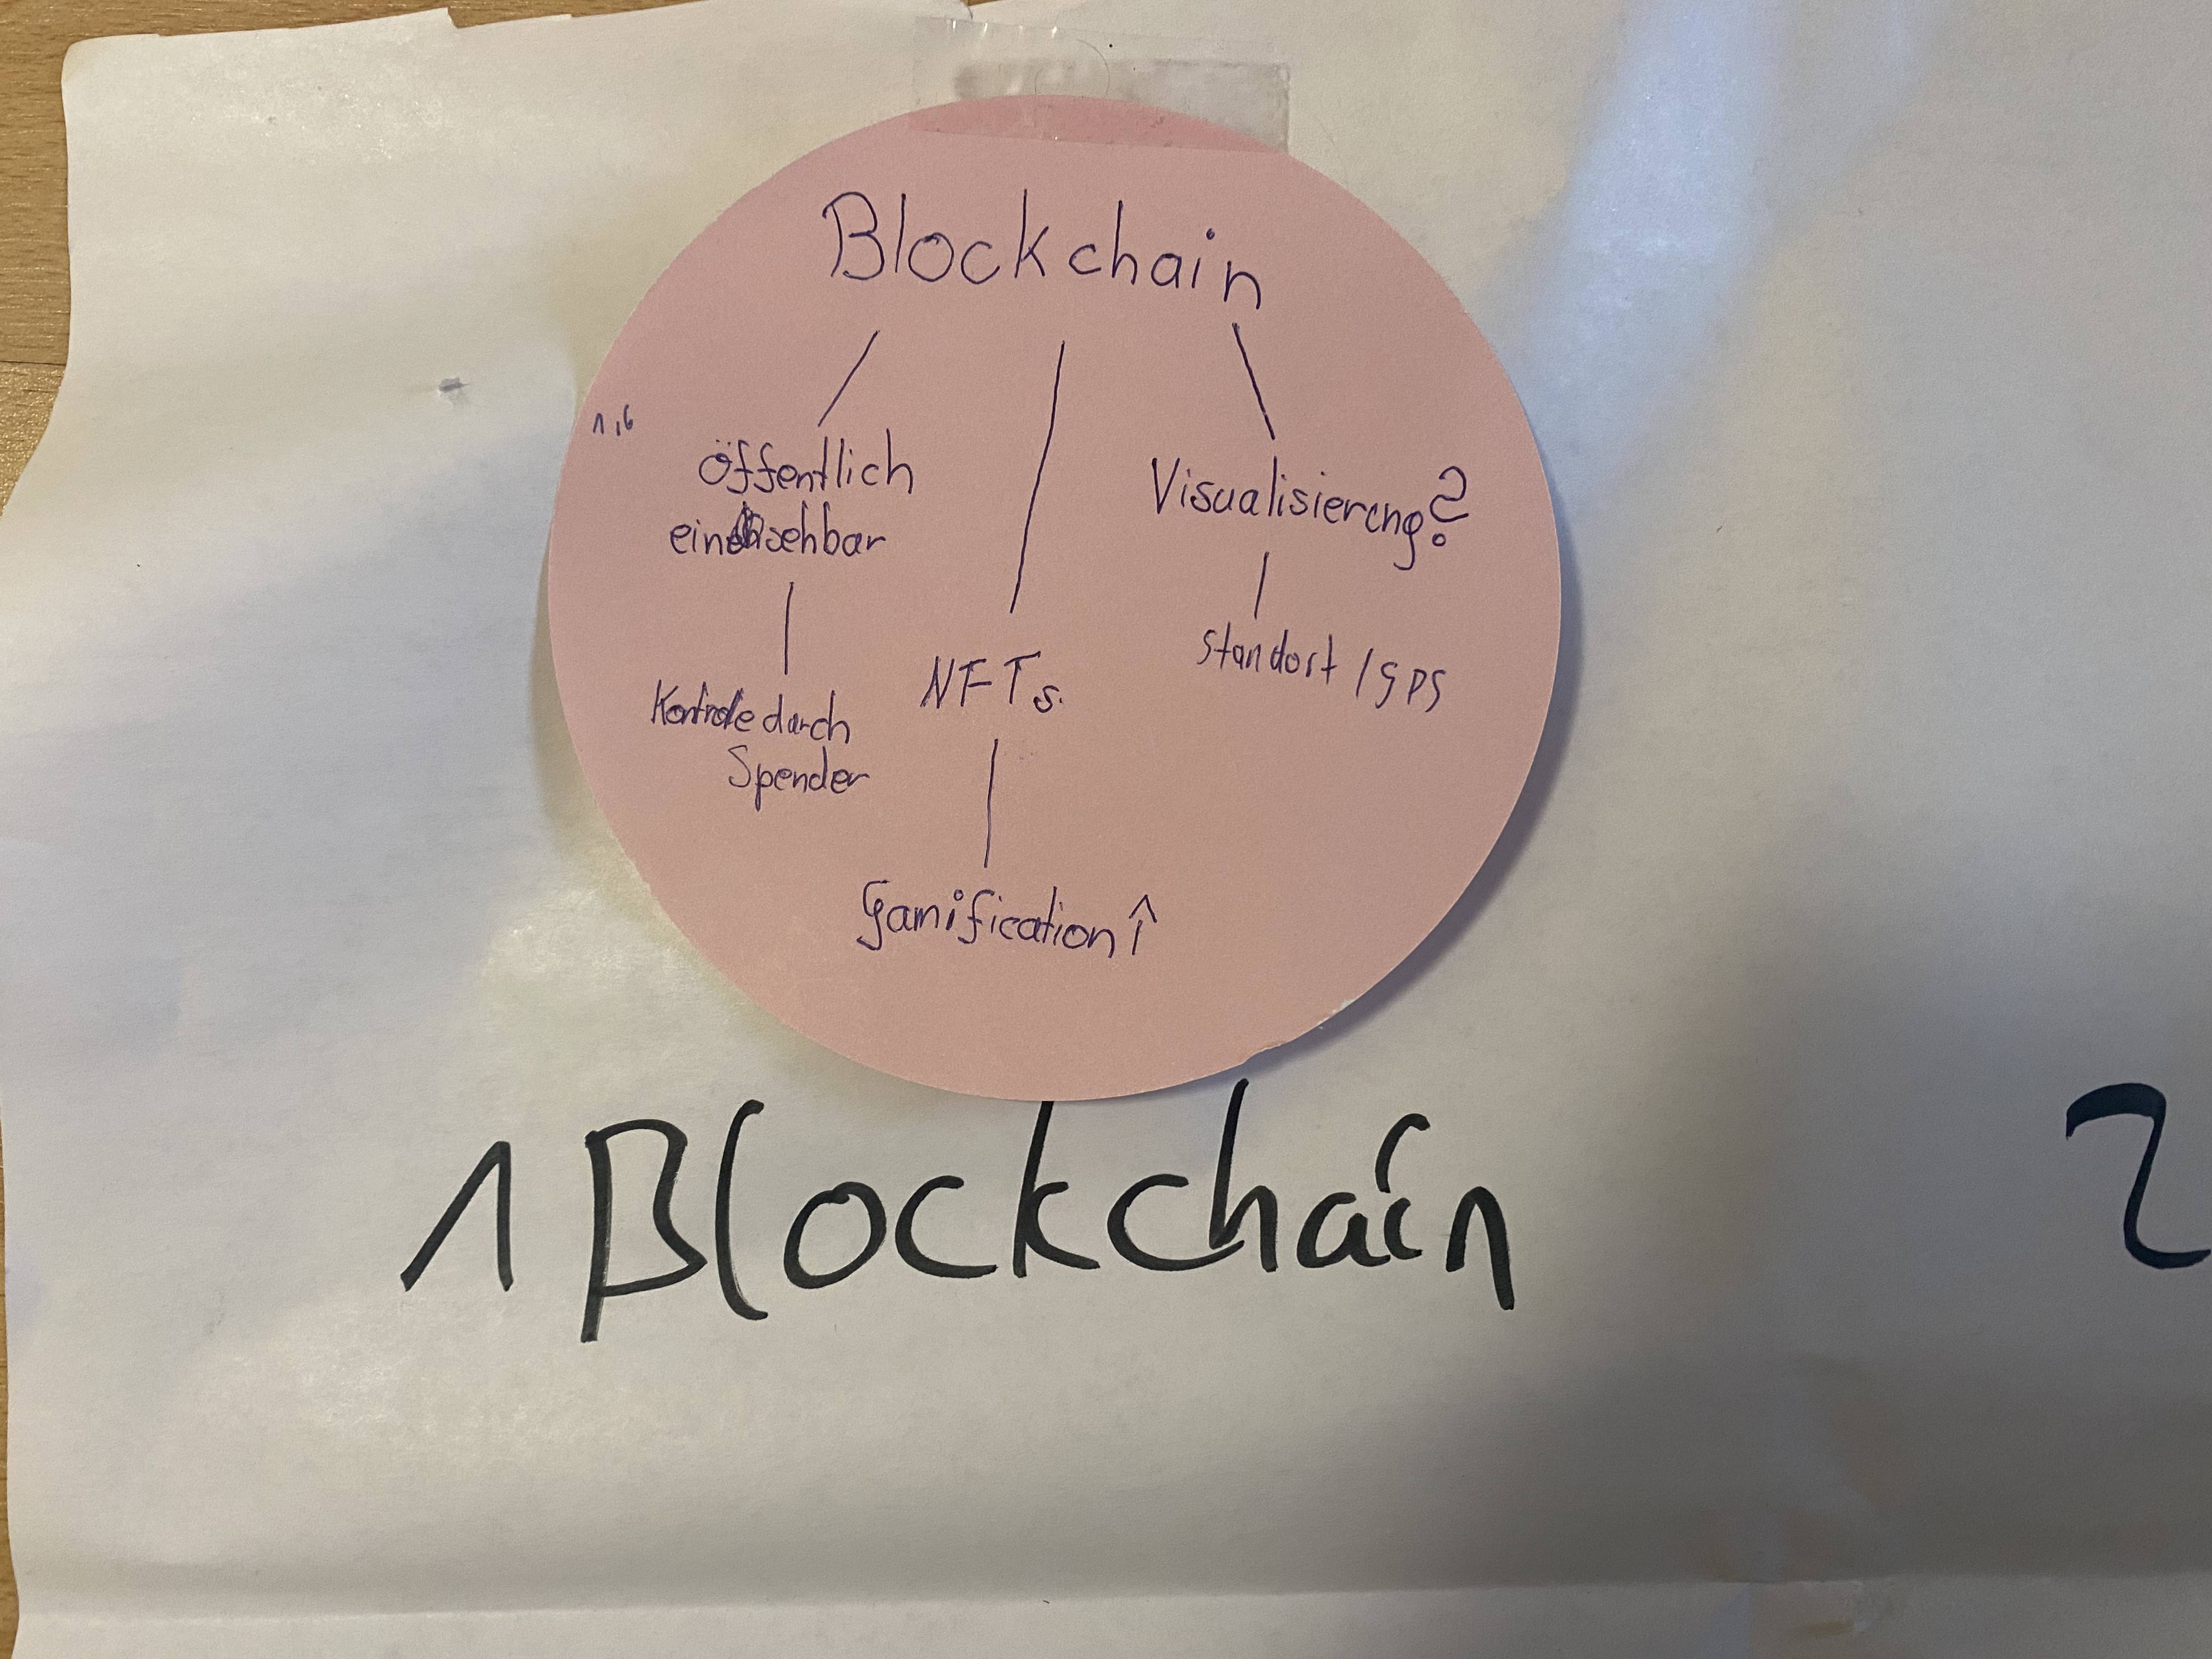 Blockchain
1,6
öffentlich
einsehbar
Visualisierung?
Standort / GPS
Kontrolle durch
Spender
NFTs
Gamification ↑
1 Blockchain
2